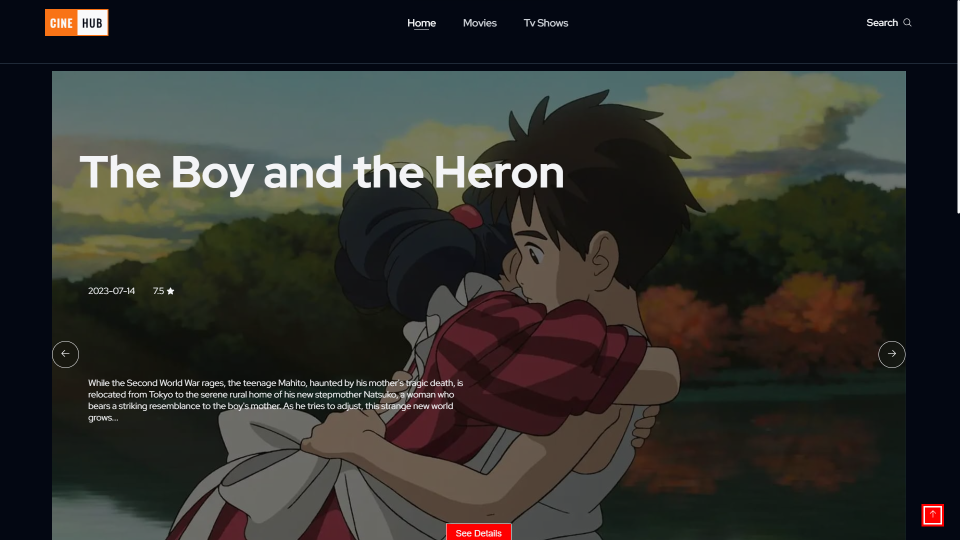 CINE HUB
Home
Movies
Tv Shows
Search
The Boy and the Heron
2023-07-14
7.5
While the Second World War rages, the teenage Mahito, haunted by his mother's tragic death, is
relocated from Tokyo to the serene rural home of his new stepmother Natsuko, a woman who
bears a striking resemblance to the boy's mother. As he tries to adjust, this strange new world
grows...
See Details